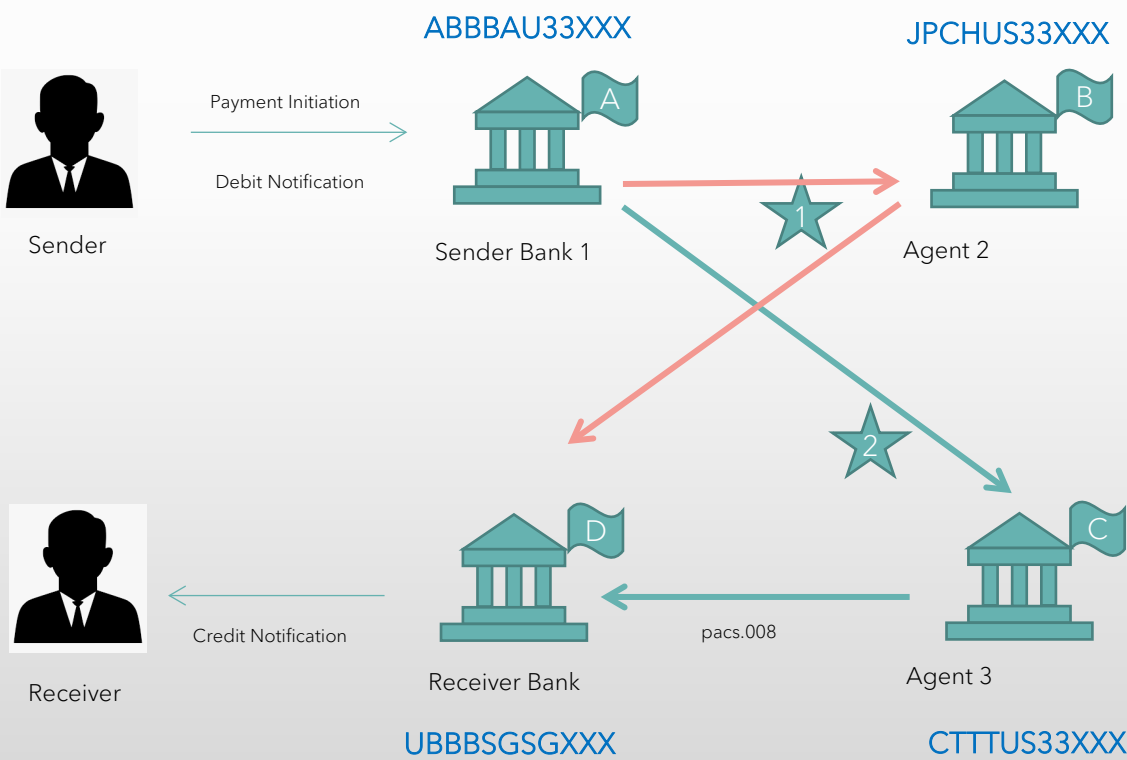 ABBBAU33XXX
JPCHUS33XXX
A
B
Payment Initiation
Debit Notification
1
Sender
Sender Bank 1
Agent 2
2
D
C
Credit Notification
pacs.008
Receiver
Receiver Bank
Agent 3
UBBBSGSGXXX
CTTTUS33XXX